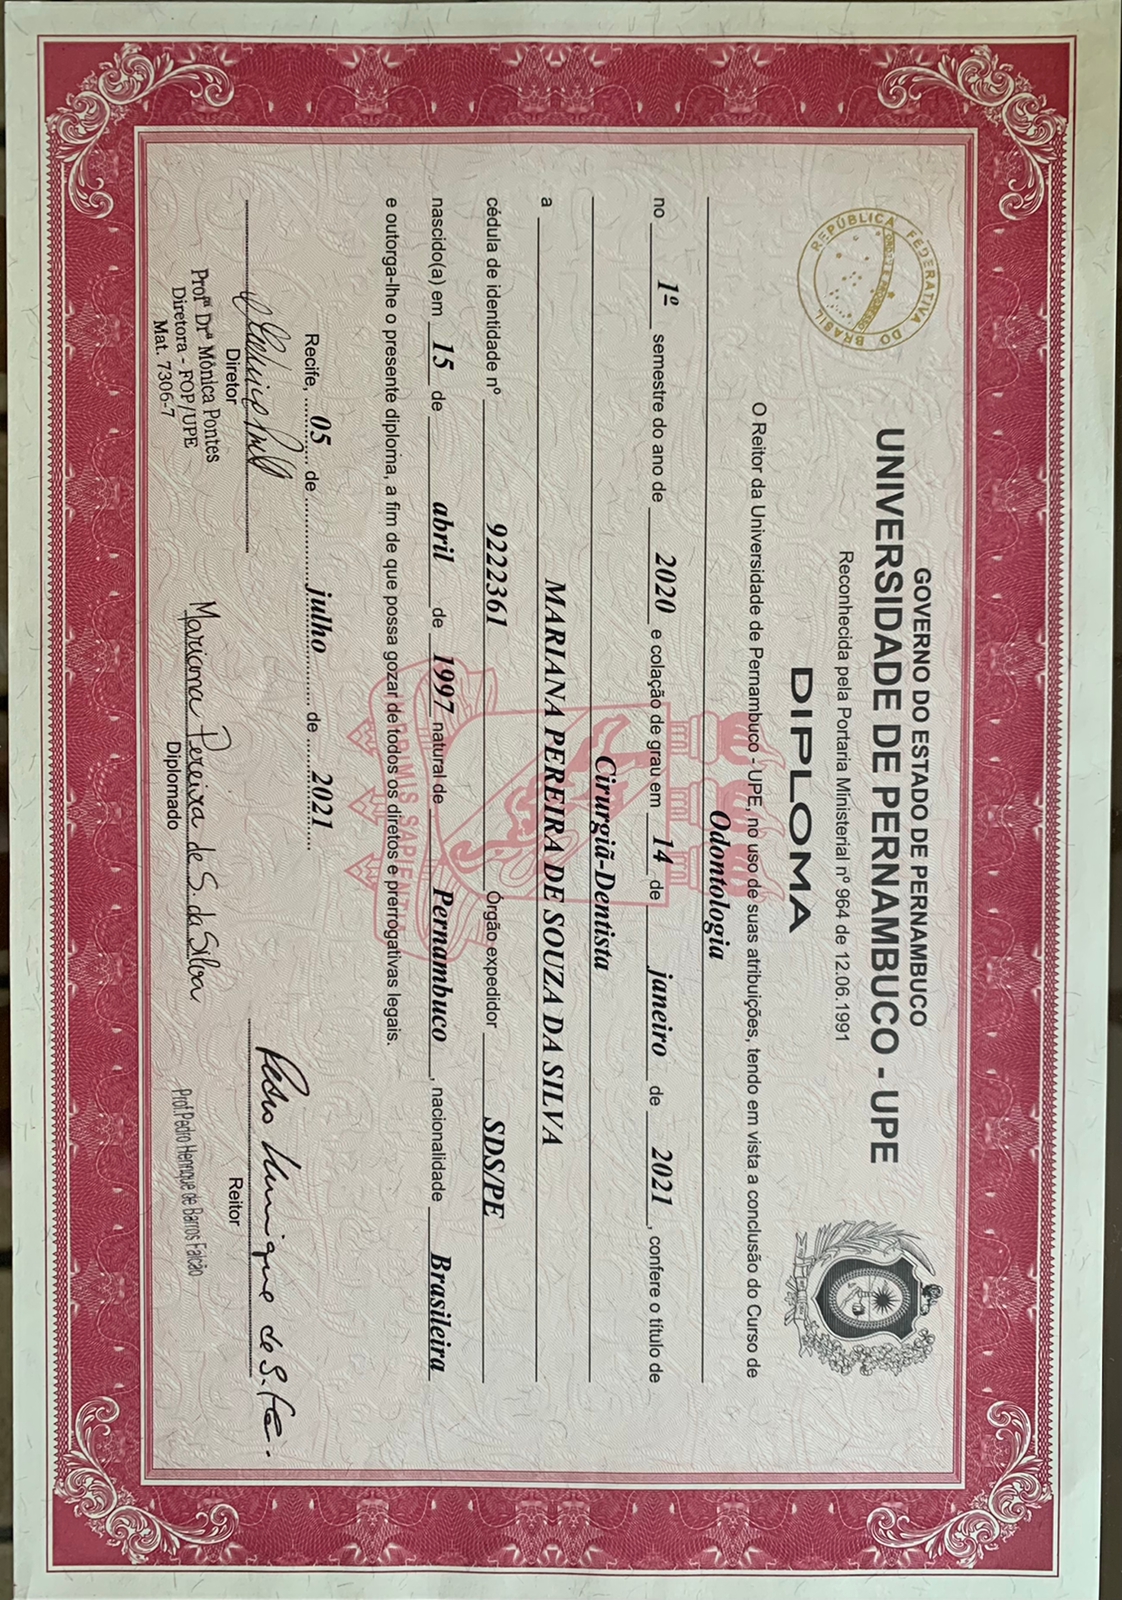 REPÚBLICA FEDERATIVA DO BRASIL
GOVERNO DO ESTADO DE PERNAMBUCO
UNIVERSIDADE DE PERNAMBUCO - UPE
Reconhecida pela Portaria Ministerial nº 964 de 12.06.1991
DIPLOMA
O Reitor da Universidade de Pernambuco - UPE, no uso de suas atribuições, tendo em vista a conclusão do Curso de
Odontologia
no 1º semestre do ano de 2020 e colação de grau em 14 de janeiro de 2021, confere o título de
Cirurgiã-Dentista
a MARIANA PEREIRA DE SOUZA DA SILVA
cédula de identidade nº 9222361 Órgão expedidor SDS/PE
nascido(a) em 15 de abril de 1997 natural de Pernambuco, nacionalidade Brasileira
e outorga-lhe o presente diploma, a fim de que possa gozar de todos os diretos e prerrogativas legais.
Recife, 05 de julho de 2021
Diretor
Profª Drª Mônica Pontes
Diretora - FOP/UPE
Mat. 7306-7
Mariana Pereira de S. da Silva
Diplomado
Pedro Henrique de
Reitor
Prof. Pedro Henrique de Barros Falcão